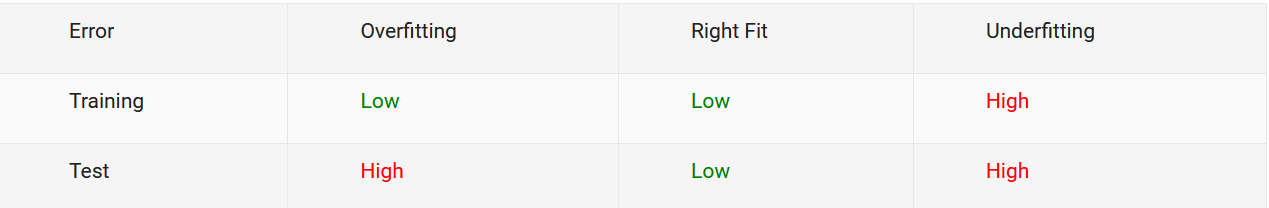 Error Overfitting Right Fit Underfitting
Training Low Low High
Test High Low High